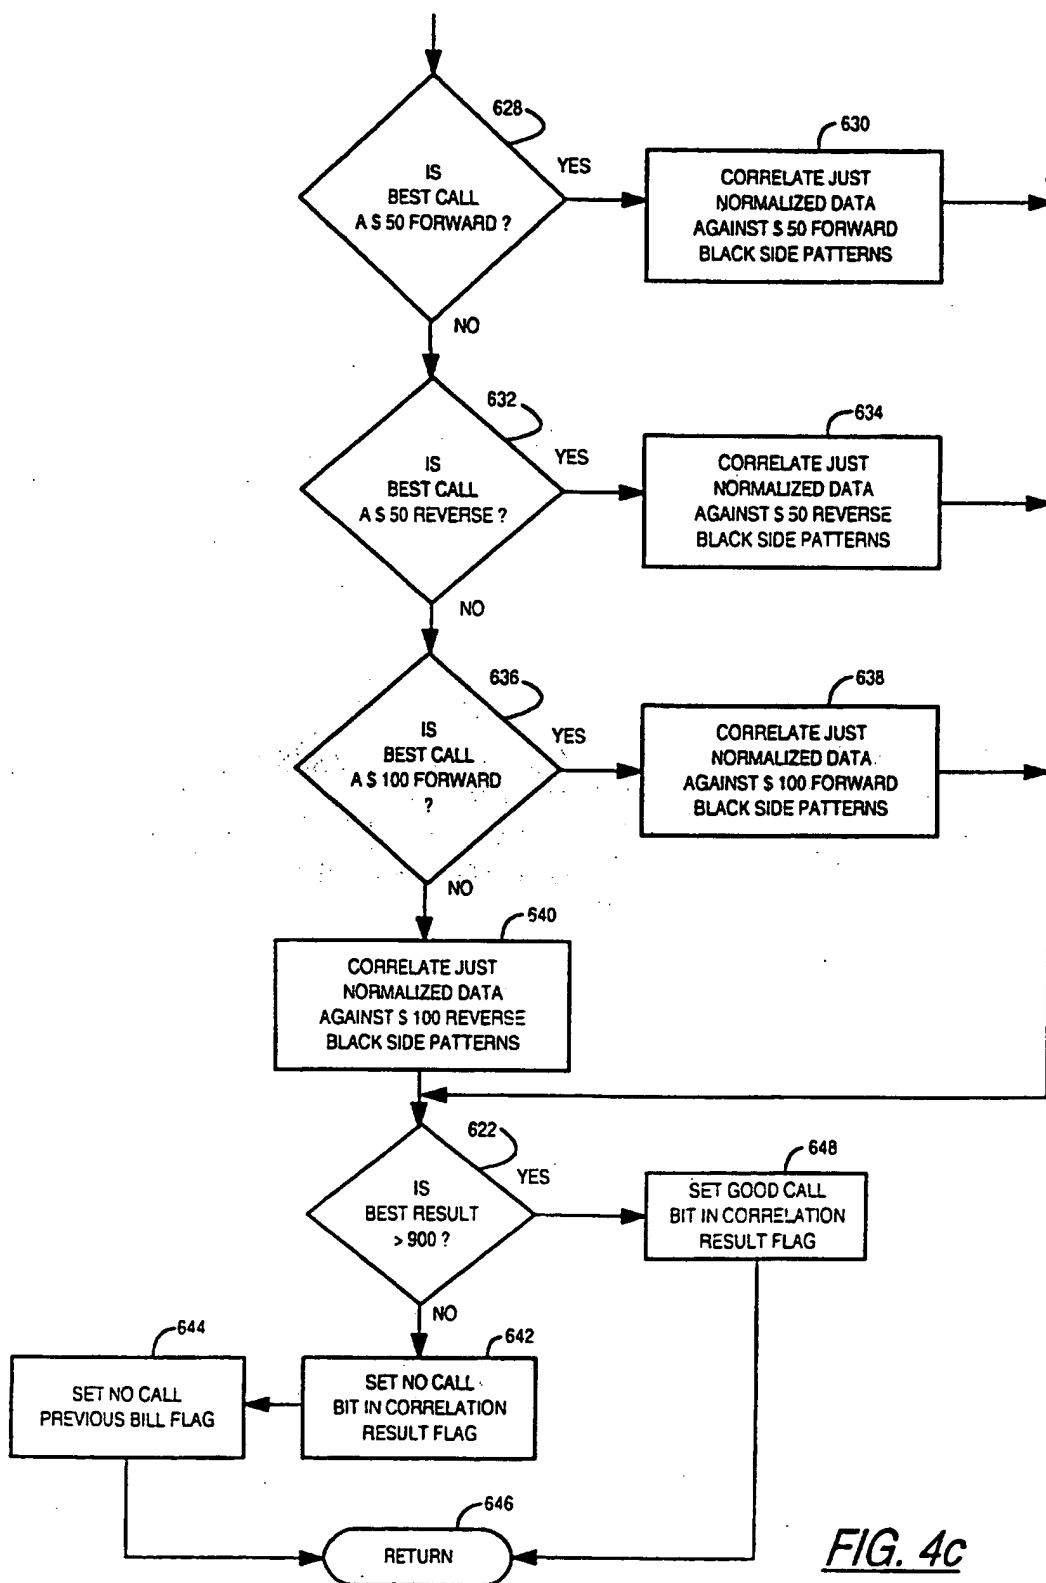 628
IS
BEST CALL
A $ 50 FORWARD ?
YES
630
CORRELATE JUST
NORMALIZED DATA
AGAINST $ 50 FORWARD
BLACK SIDE PATTERNS
NO
632
IS
BEST CALL
A $ 50 REVERSE ?
YES
634
CORRELATE JUST
NORMALIZED DATA
AGAINST $ 50 REVERSE
BLACK SIDE PATTERNS
NO
636
IS
BEST CALL
A $ 100 FORWARD
?
YES
638
CORRELATE JUST
NORMALIZED DATA
AGAINST $ 100 FORWARD
BLACK SIDE PATTERNS
NO
640
CORRELATE JUST
NORMALIZED DATA
AGAINST $ 100 REVERSE
BLACK SIDE PATTERNS
622
IS
BEST RESULT
> 900 ?
YES
648
SET GOOD CALL
BIT IN CORRELATION
RESULT FLAG
NO
642
SET NO CALL
BIT IN CORRELATION
RESULT FLAG
644
SET NO CALL
PREVIOUS BILL FLAG
646
RETURN
FIG. 4c